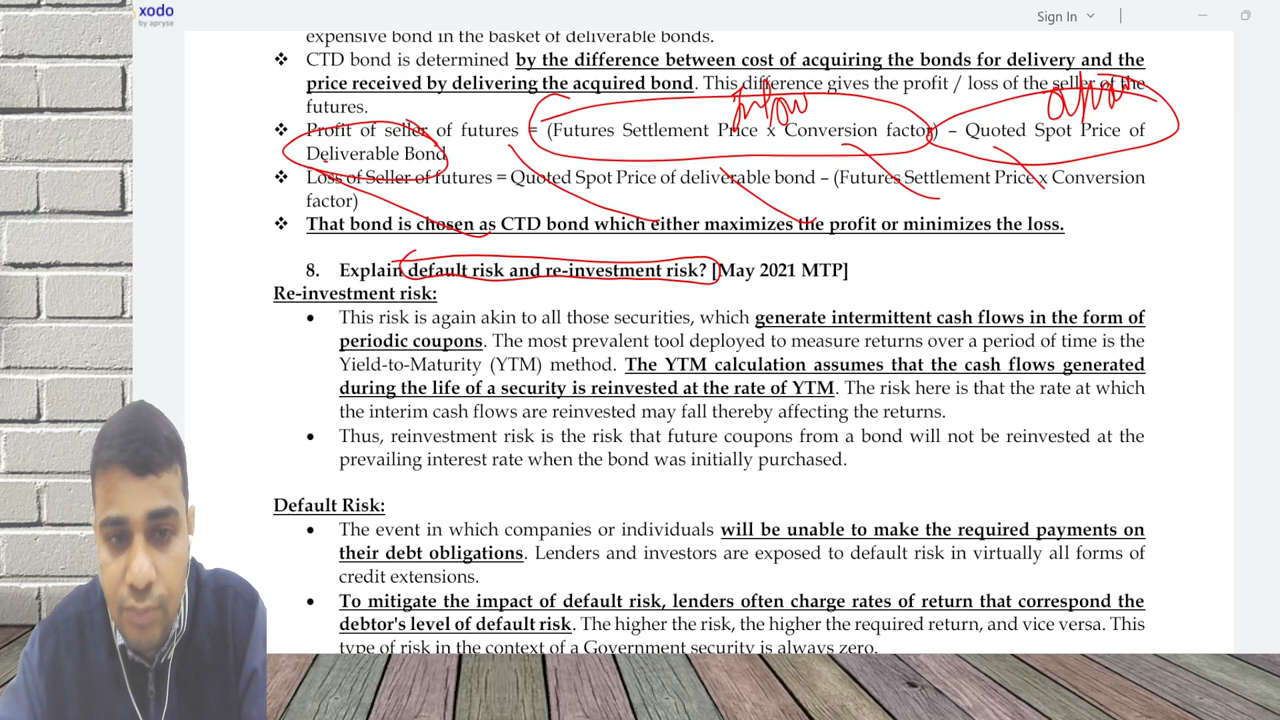 xodo
by apryse
Sign In
expensive bond in the basket of deliverable bonds.
❖ CTD bond is determined by the difference between cost of acquiring the bonds for delivery and the
price received by delivering the acquired bond. This difference gives the profit / loss of the seller of the
futures.
inflow
❖ Profit of seller of futures = (Futures Settlement Price x Conversion factor) – Quoted Spot Price of
Deliverable Bond
❖ Loss of Seller of futures = Quoted Spot Price of deliverable bond – (Futures Settlement Price x Conversion
factor)
❖ That bond is chosen as CTD bond which either maximizes the profit or minimizes the loss.
8. Explain default risk and re-investment risk? [May 2021 MTP]
Re-investment risk:
• This risk is again akin to all those securities, which generate intermittent cash flows in the form of
periodic coupons. The most prevalent tool deployed to measure returns over a period of time is the
Yield-to-Maturity (YTM) method. The YTM calculation assumes that the cash flows generated
during the life of a security is reinvested at the rate of YTM. The risk here is that the rate at which
the interim cash flows are reinvested may fall thereby affecting the returns.
• Thus, reinvestment risk is the risk that future coupons from a bond will not be reinvested at the
prevailing interest rate when the bond was initially purchased.
Default Risk:
• The event in which companies or individuals will be unable to make the required payments on
their debt obligations. Lenders and investors are exposed to default risk in virtually all forms of
credit extensions.
• To mitigate the impact of default risk, lenders often charge rates of return that correspond the
debtor's level of default risk. The higher the risk, the higher the required return, and vice versa. This
type of risk in the context of a Government security is always zero.